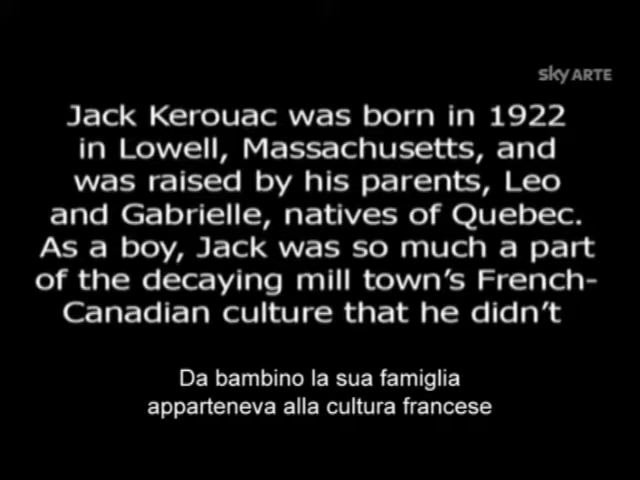 sky ARTE
Jack Kerouac was born in 1922
in Lowell, Massachusetts, and
was raised by his parents, Leo
and Gabrielle, natives of Quebec.
As a boy, Jack was so much a part
of the decaying mill town's French-
Canadian culture that he didn't
Da bambino la sua famiglia
apparteneva alla cultura francese